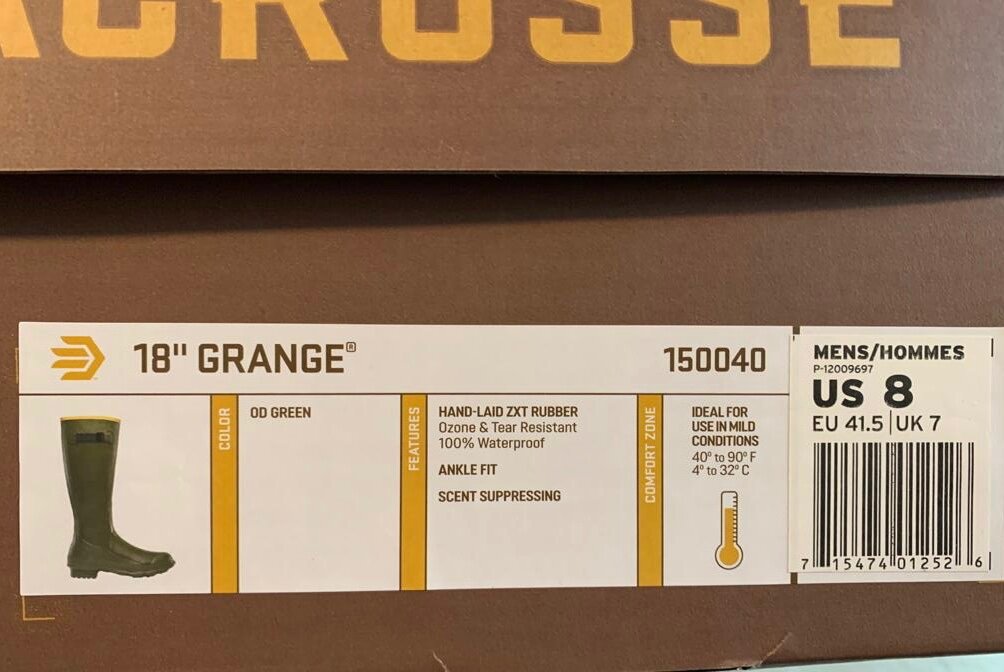 ACROSSE
18" GRANGE®
150040
COLOR
OD GREEN
FEATURES
HAND-LAID ZXT RUBBER
Ozone & Tear Resistant
100% Waterproof
ANKLE FIT
SCENT SUPPRESSING
COMFORT ZONE
IDEAL FOR
USE IN MILD
CONDITIONS
40° to 90° F
4° to 32° C
MENS/HOMMES
P-12009697
US 8
EU 41.5 | UK 7
7 15474 01252 6